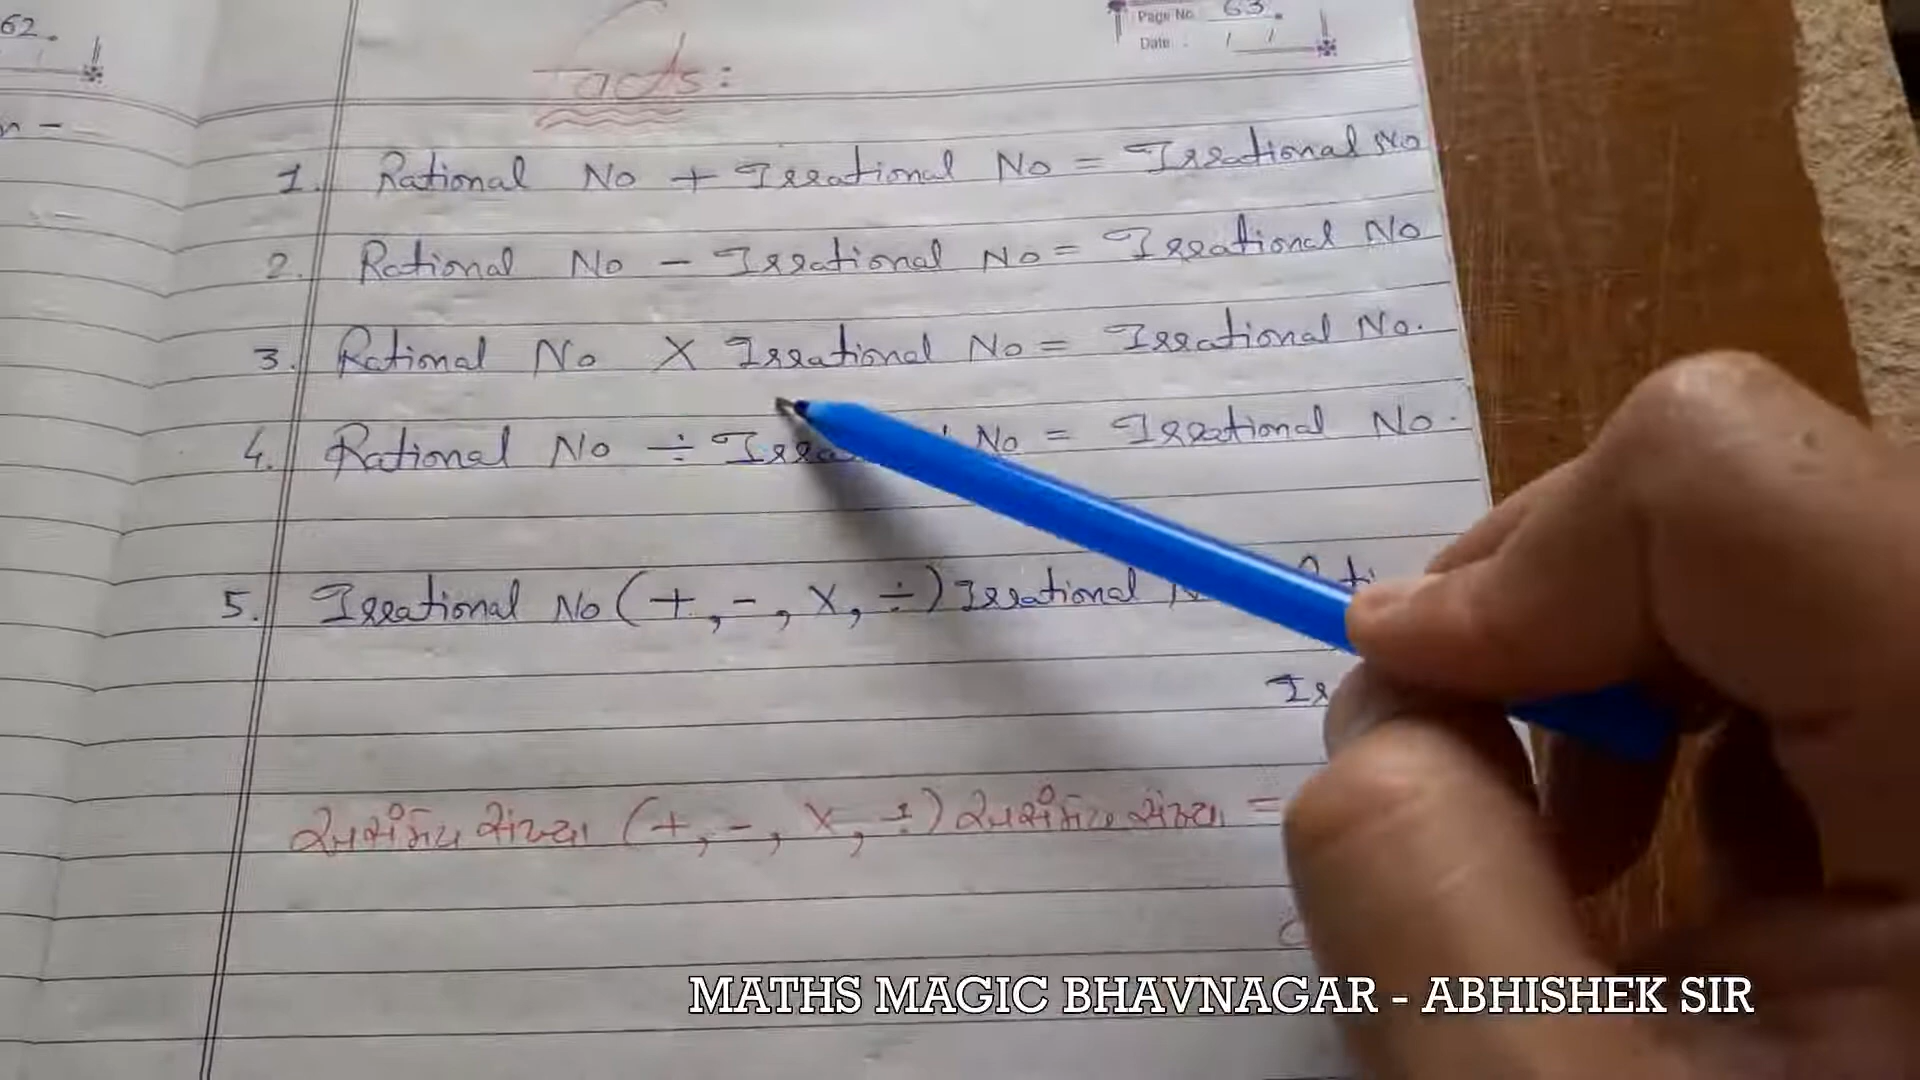 62.
Page No. 63.
Date : / /
Facts:
1. Rational No + Irrational No = Irrational No
2. Rational No - Irrational No = Irrational No
3. Rational No X Irrational No = Irrational No.
4. Rational No ÷ No = Irrational No.
5. Irrational No (+, -, x, ÷) Irrational
અસંમેય સંખ્યા (+, -, x, ÷) અસંમેય સંખ્યા =
MATHS MAGIC BHAVNAGAR - ABHISHEK SIR